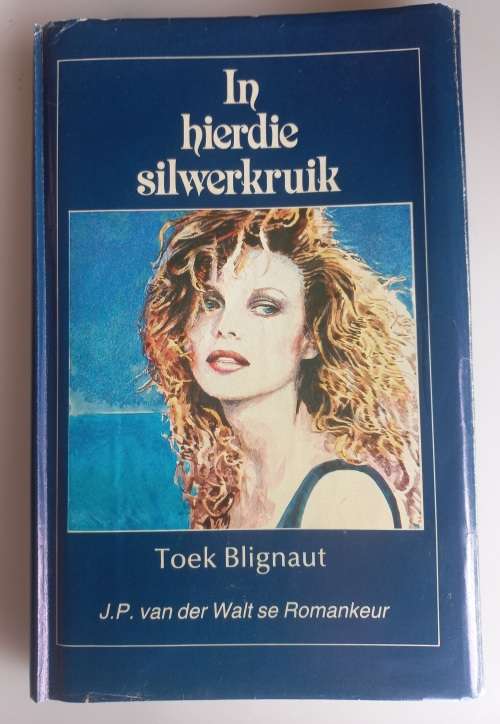 In
hierdie
silwerkruik
Toek Blignaut
J.P. van der Walt se Romankeur